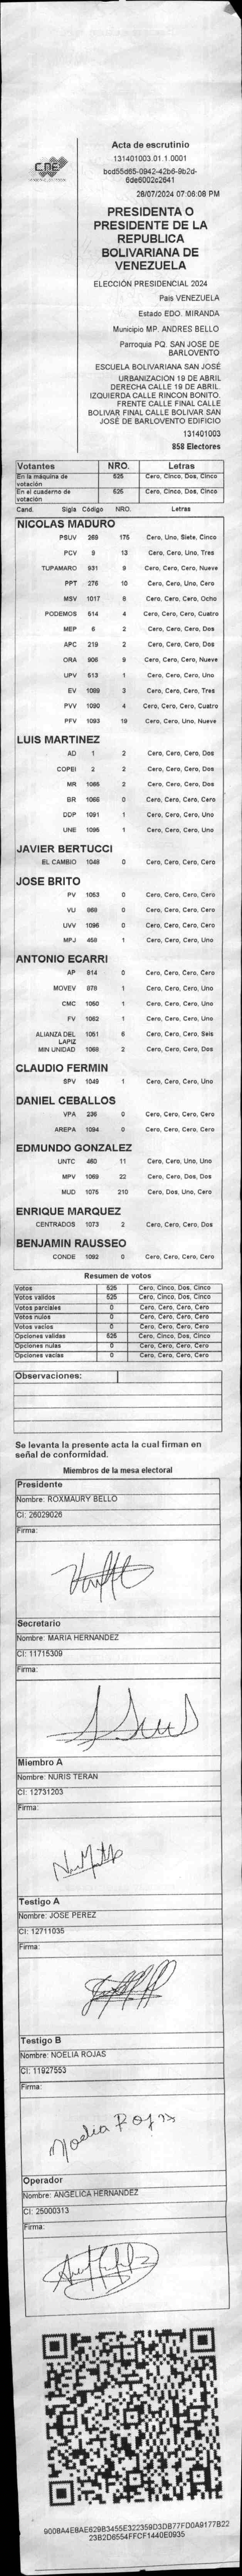 CNE
Acta de escrutinio
131401003.01.1.0001
28/07/2024 07:06:08 PM
PRESIDENTA O
PRESIDENTE DE LA
REPUBLICA
BOLIVARIANA DE
VENEZUELA
ELECCIÓN PRESIDENCIAL 2024
Pais VENEZUELA
Estado EDO. MIRANDA
Municipio MP. ANDRES BELLO
Parroquia PQ. SAN JOSE DE
BARLOVENTO
ESCUELA BOLIVARIANA SAN JOSÉ
URBANIZACION 19 DE ABRIL
DERECHA CALLE 19 DE ABRIL.
IZQUIERDA CALLE RINCON BONITO.
FRENTE CALLE FINAL CALLE
BOLIVAR FINAL CALLE BOLIVAR SAN
JOSÉ DE BARLOVENTO EDIFICIO
131401003
858 Electores
Votantes NRO. Letras
En la máquina de votación 525 Cero, Cinco, Dos, Cinco
En el cuaderno de votación 525 Cero, Cinco, Dos, Cinco
Cand. Sigla Código NRO. Letras
NICOLAS MADURO
PSUV 269 175 Cero, Uno, Siete, Cinco
PCV 9 13 Cero, Cero, Uno, Tres
TUPAMARO 931 9 Cero, Cero, Cero, Nueve
PPT 276 10 Cero, Cero, Uno, Cero
MSV 1017 8 Cero, Cero, Cero, Ocho
PODEMOS 514 4 Cero, Cero, Cero, Cuatro
MEP 6 2 Cero, Cero, Cero, Dos
APC 219 2 Cero, Cero, Cero, Dos
ORA 906 9 Cero, Cero, Cero, Nueve
UPV 513 1 Cero, Cero, Cero, Uno
EV 1089 3 Cero, Cero, Cero, Tres
PVV 1090 4 Cero, Cero, Cero, Cuatro
PFV 1093 19 Cero, Cero, Uno, Nueve
LUIS MARTINEZ
AD 1 2 Cero, Cero, Cero, Dos
COPEI 2 2 Cero, Cero, Cero, Dos
MR 1065 2 Cero, Cero, Cero, Dos
BR 1066 0 Cero, Cero, Cero, Cero
DDP 1091 1 Cero, Cero, Cero, Uno
UNE 1095 1 Cero, Cero, Cero, Uno
JAVIER BERTUCCI
EL CAMBIO 1048 0 Cero, Cero, Cero, Cero
JOSE BRITO
PV 1053 0 Cero, Cero, Cero, Cero
VU 989 0 Cero, Cero, Cero, Cero
UVV 1096 0 Cero, Cero, Cero, Cero
MPJ 458 1 Cero, Cero, Cero, Uno
ANTONIO ECARRI
AP 814 0 Cero, Cero, Cero, Cero
MOVEV 878 1 Cero, Cero, Cero, Uno
CMC 1050 1 Cero, Cero, Cero, Uno
FV 1062 1 Cero, Cero, Cero, Uno
ALIANZA DEL LAPIZ 1051 6 Cero, Cero, Cero, Seis
MIN UNIDAD 1068 2 Cero, Cero, Cero, Dos
CLAUDIO FERMIN
SPV 1049 1 Cero, Cero, Cero, Uno
DANIEL CEBALLOS
VPA 236 0 Cero, Cero, Cero, Cero
AREPA 1094 0 Cero, Cero, Cero, Cero
EDMUNDO GONZALEZ
UNTC 460 11 Cero, Cero, Uno, Uno
MPV 1069 22 Cero, Cero, Dos, Dos
MUD 1075 210 Cero, Dos, Uno, Cero
ENRIQUE MARQUEZ
CENTRADOS 1073 2 Cero, Cero, Cero, Dos
BENJAMIN RAUSSEO
CONDE 1092 0 Cero, Cero, Cero, Cero
Resumen de votos
Votos 525 Cero, Cinco, Dos, Cinco
Votos validos 525 Cero, Cinco, Dos, Cinco
Votos parciales 0 Cero, Cero, Cero, Cero
Votos nulos 0 Cero, Cero, Cero, Cero
Votos vacios 0 Cero, Cero, Cero, Cero
Opciones validas 525 Cero, Cinco, Dos, Cinco
Opciones nulas 0 Cero, Cero, Cero, Cero
Opciones vacias 0 Cero, Cero, Cero, Cero
Observaciones:
Se levanta la presente acta la cual firman en
señal de conformidad.
Miembros de la mesa electoral
Presidente
Nombre: ROXMAURY BELLO
CI: 26029026
Firma:
Secretario
Nombre: MARIA HERNANDEZ
CI: 11715309
Firma:
Miembro A
Nombre: NURIS TERAN
CI: 12731203
Firma:
Testigo A
Nombre: JOSE PEREZ
CI: 12711035
Firma:
Testigo B
Nombre: NOELIA ROJAS
CI: 11927553
Firma:
Noelia Rojas
Operador
Nombre: ANGELICA HERNANDEZ
CI: 25000313
Firma:
9008A4E8AE629B3455E322359D3DB77FD0A9177B22
23B2D6554FFCF1440E0935